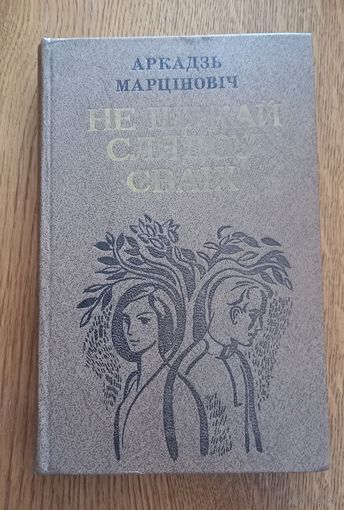 АРКАДЗЬ
МАРЦІНОВІЧ
НЕ ШУКАЙ
СЛЯДОЎ
СВАІХ